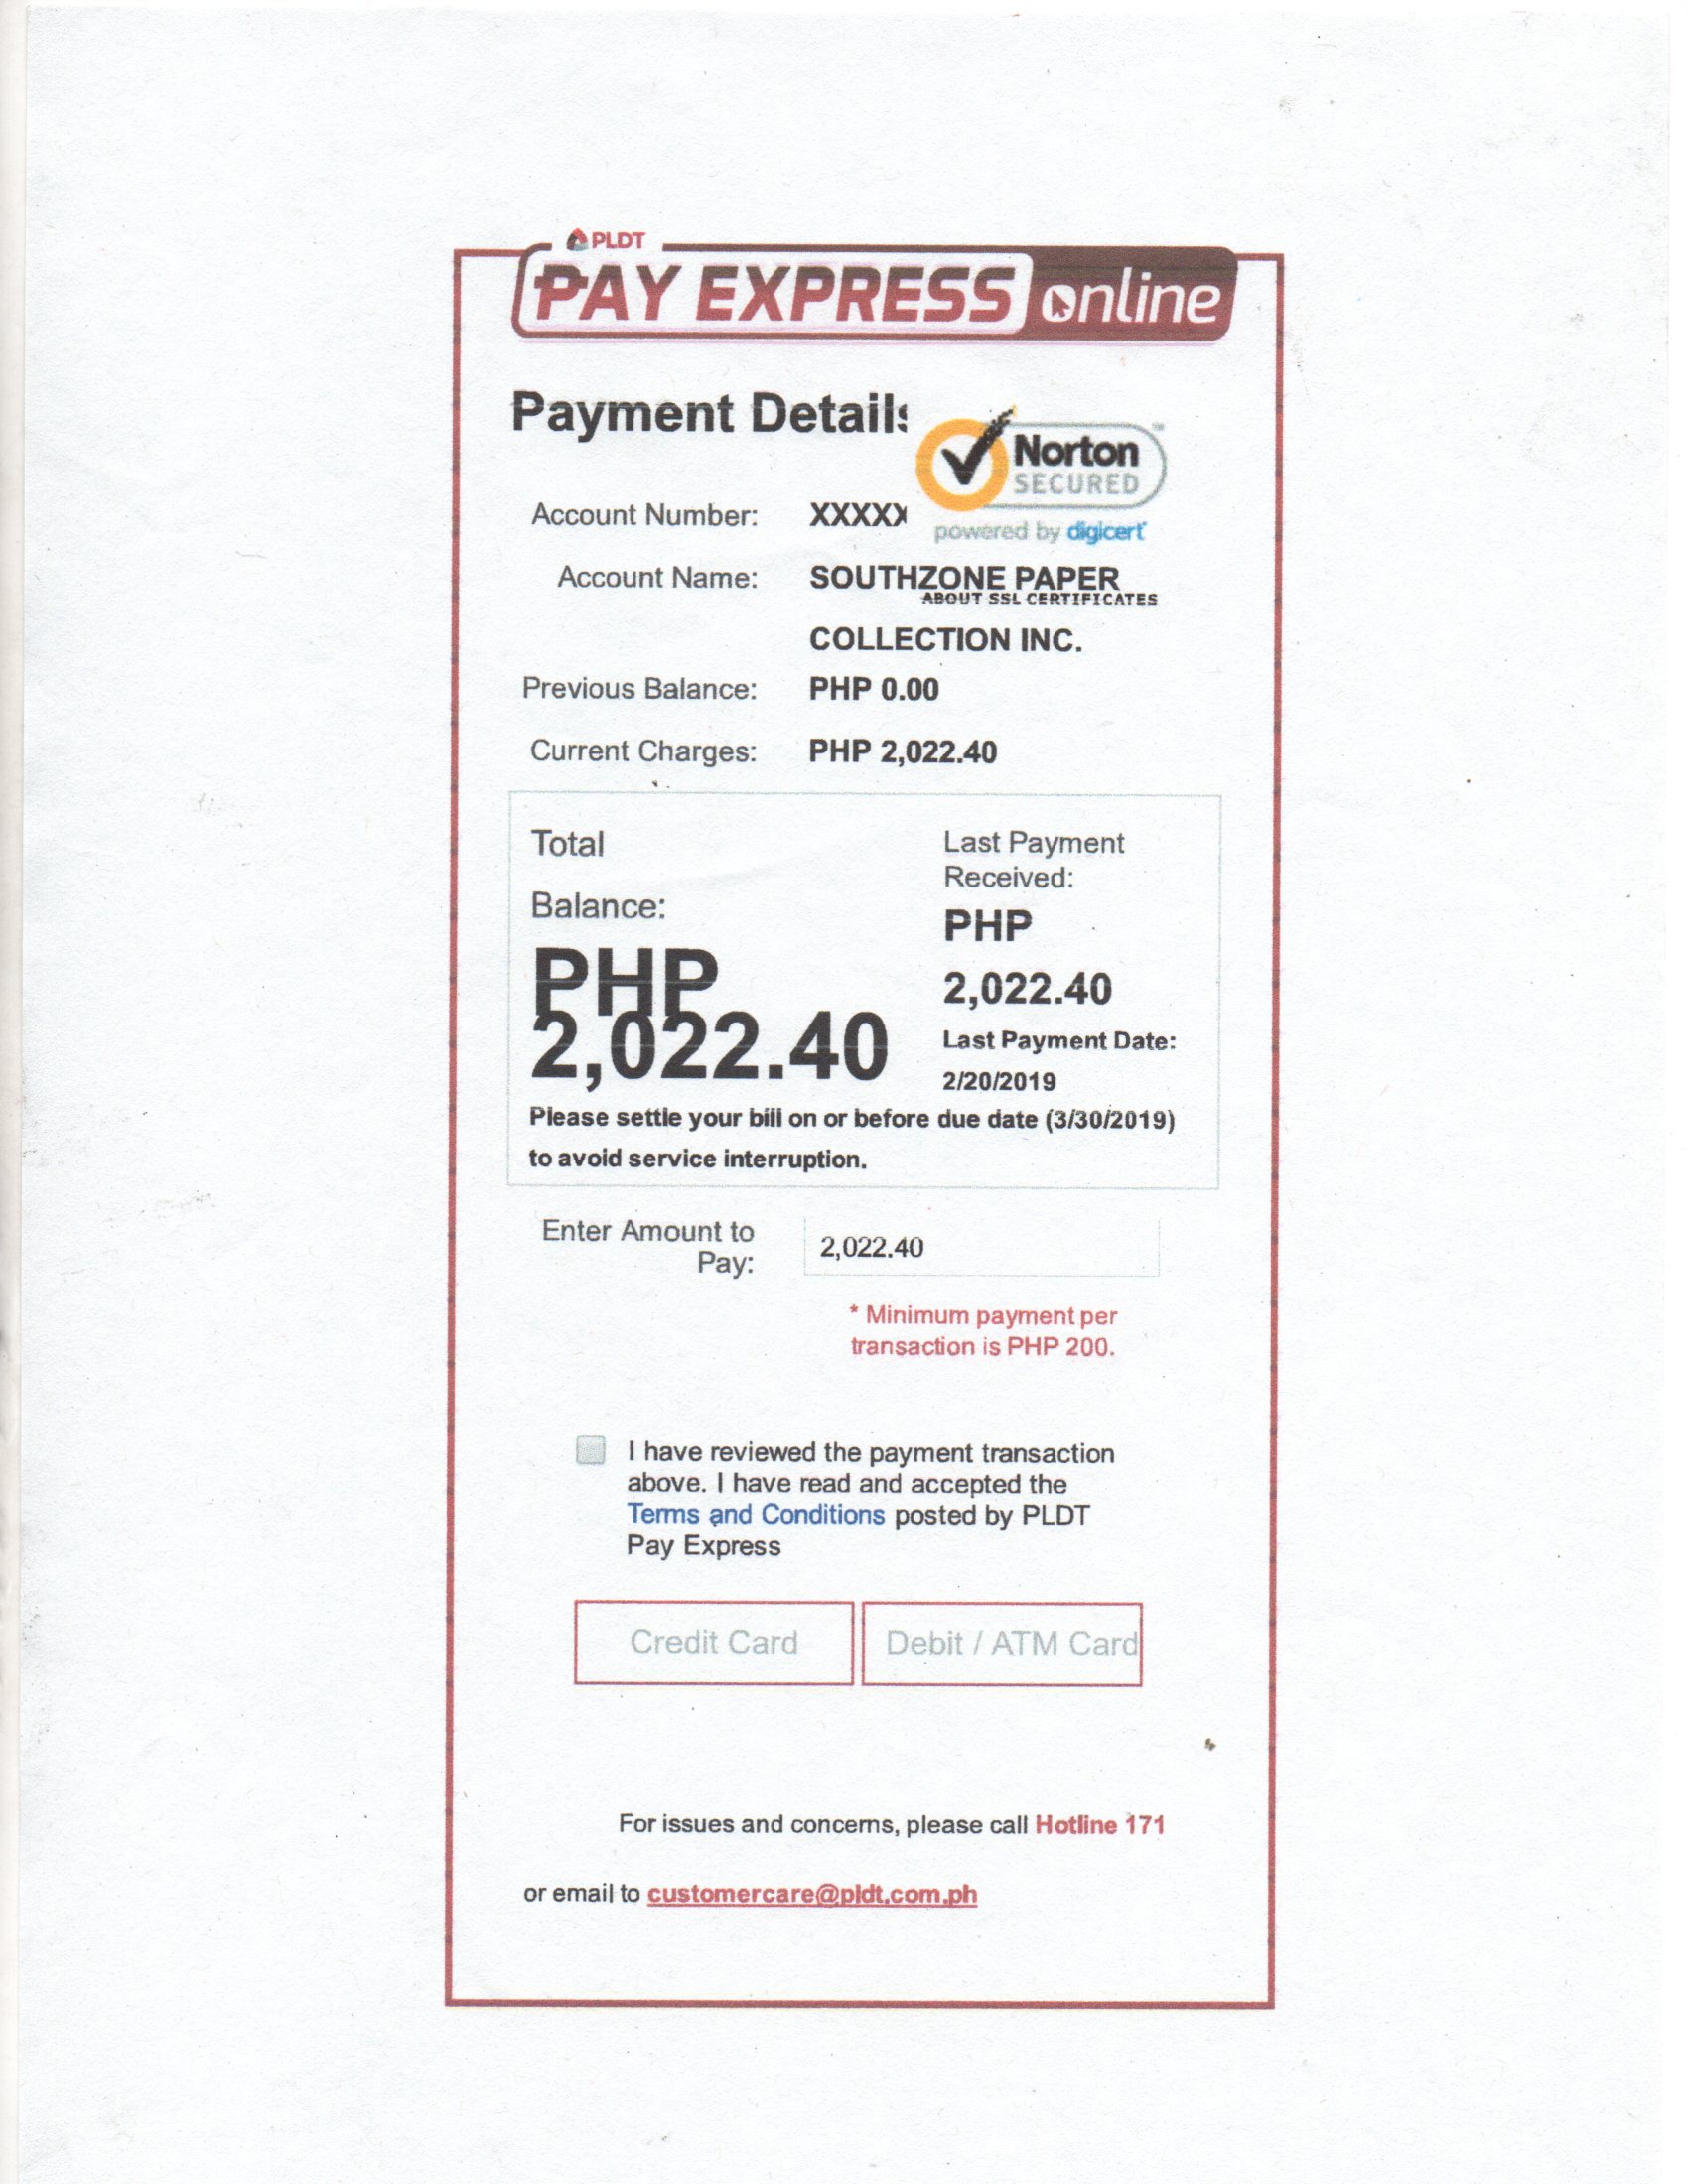 PLDT
PAY EXPRESS online
Payment Details
Norton
SECURED
powered by digicert
Account Number: XXXXX
Account Name: SOUTHZONE PAPER
ABOUT SSL CERTIFICATES
COLLECTION INC.
Previous Balance: PHP 0.00
Current Charges: PHP 2,022.40
Total
Balance:
PHP
2,022.40
Last Payment
Received:
PHP
2,022.40
Last Payment Date:
2/20/2019
Please settle your bill on or before due date (3/30/2019)
to avoid service interruption.
Enter Amount to
Pay:
2,022.40
* Minimum payment per
transaction is PHP 200.
I have reviewed the payment transaction
above. I have read and accepted the
Terms and Conditions posted by PLDT
Pay Express
Credit Card
Debit / ATM Card
For issues and concerns, please call Hotline 171
or email to customercare@pldt.com.ph